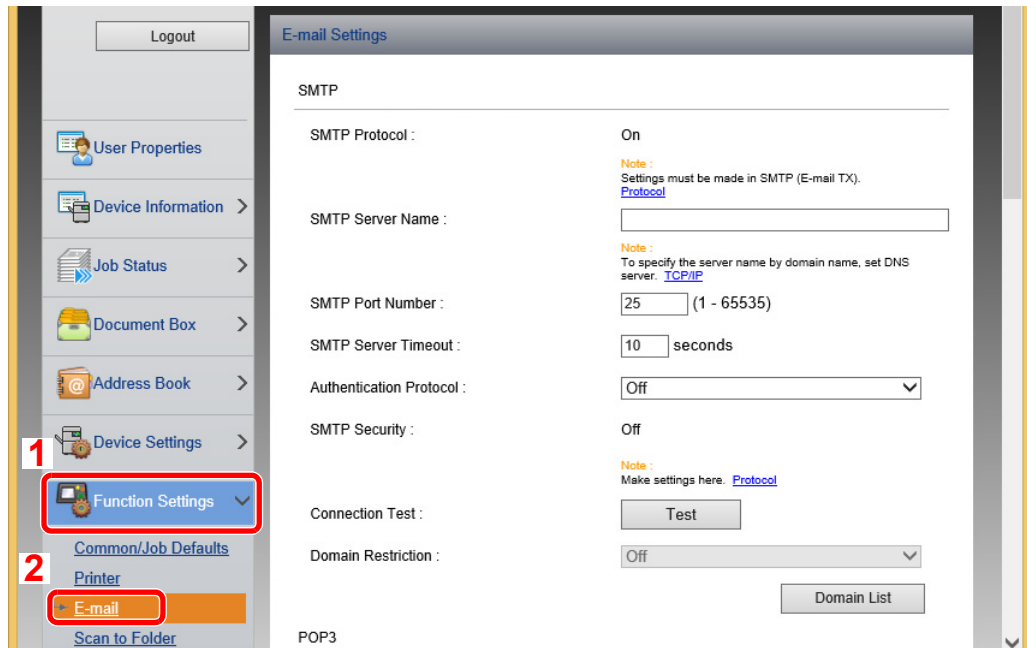 Logout
User Properties
Device Information
Job Status
Document Box
Address Book
Device Settings
1
Function Settings
Common/Job Defaults
2
Printer
E-mail
Scan to Folder
E-mail Settings
SMTP
SMTP Protocol : On
Note :
Settings must be made in SMTP (E-mail TX).
Protocol
SMTP Server Name :
Note :
To specify the server name by domain name, set DNS
server. TCP/IP
SMTP Port Number : 25 (1 - 65535)
SMTP Server Timeout : 10 seconds
Authentication Protocol : Off
SMTP Security : Off
Note :
Make settings here. Protocol
Connection Test : Test
Domain Restriction : Off
Domain List
POP3